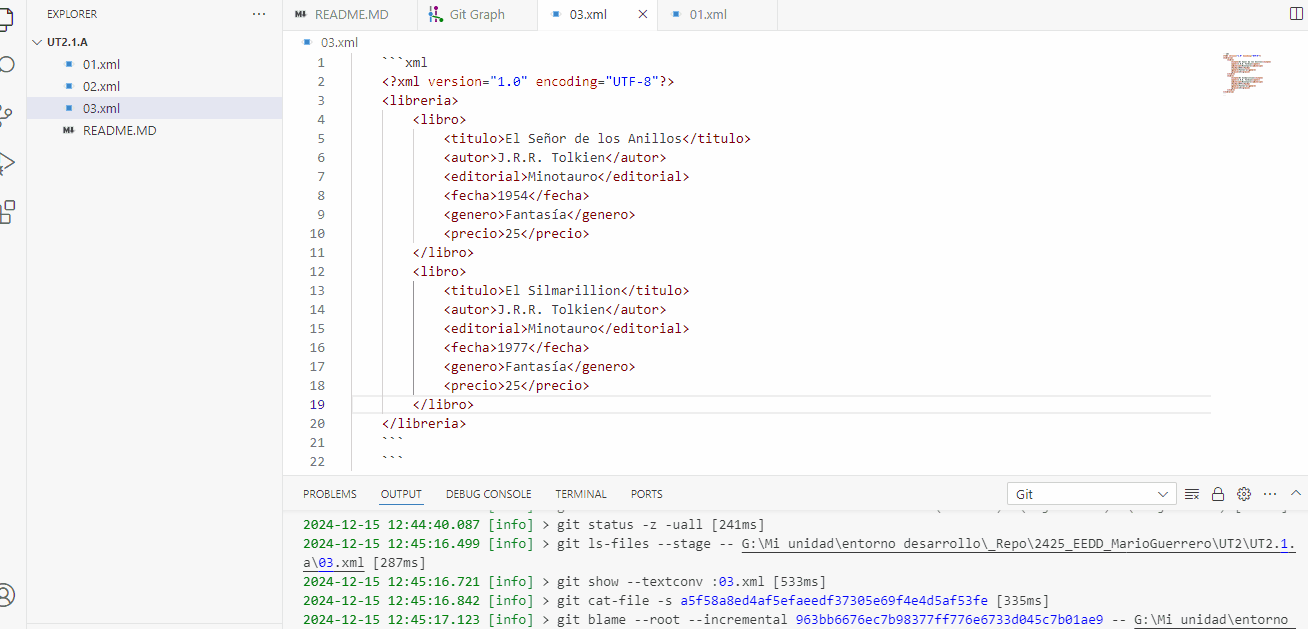 EXPLORER ···
UT2.1.A
01.xml
02.xml
03.xml
README.MD
README.MD Git Graph 03.xml 01.xml
03.xml
1 ```xml
2 <?xml version="1.0" encoding="UTF-8"?>
3 <libreria>
4 <libro>
5 <titulo>El Señor de los Anillos</titulo>
6 <autor>J.R.R. Tolkien</autor>
7 <editorial>Minotauro</editorial>
8 <fecha>1954</fecha>
9 <genero>Fantasía</genero>
10 <precio>25</precio>
11 </libro>
12 <libro>
13 <titulo>El Silmarillion</titulo>
14 <autor>J.R.R. Tolkien</autor>
15 <editorial>Minotauro</editorial>
16 <fecha>1977</fecha>
17 <genero>Fantasía</genero>
18 <precio>25</precio>
19 </libro>
20 </libreria>
21 ```
22 ```
PROBLEMS OUTPUT DEBUG CONSOLE TERMINAL PORTS Git ···
2024-12-15 12:44:40.087 [info] > git status -z -uall [241ms]
2024-12-15 12:45:16.499 [info] > git ls-files --stage -- G:\Mi unidad\entorno desarrollo\_Repo\2425_EEDD_MarioGuerrero\UT2\UT2.1.
a\03.xml [287ms]
2024-12-15 12:45:16.721 [info] > git show --textconv :03.xml [533ms]
2024-12-15 12:45:16.842 [info] > git cat-file -s a5f58a8ed4af5efaeedf37305e69f4e4d5af53fe [335ms]
2024-12-15 12:45:17.123 [info] > git blame --root --incremental 963bb6676ec7b98377ff776e6733d045c7b01ae9 -- G:\Mi unidad\entorno